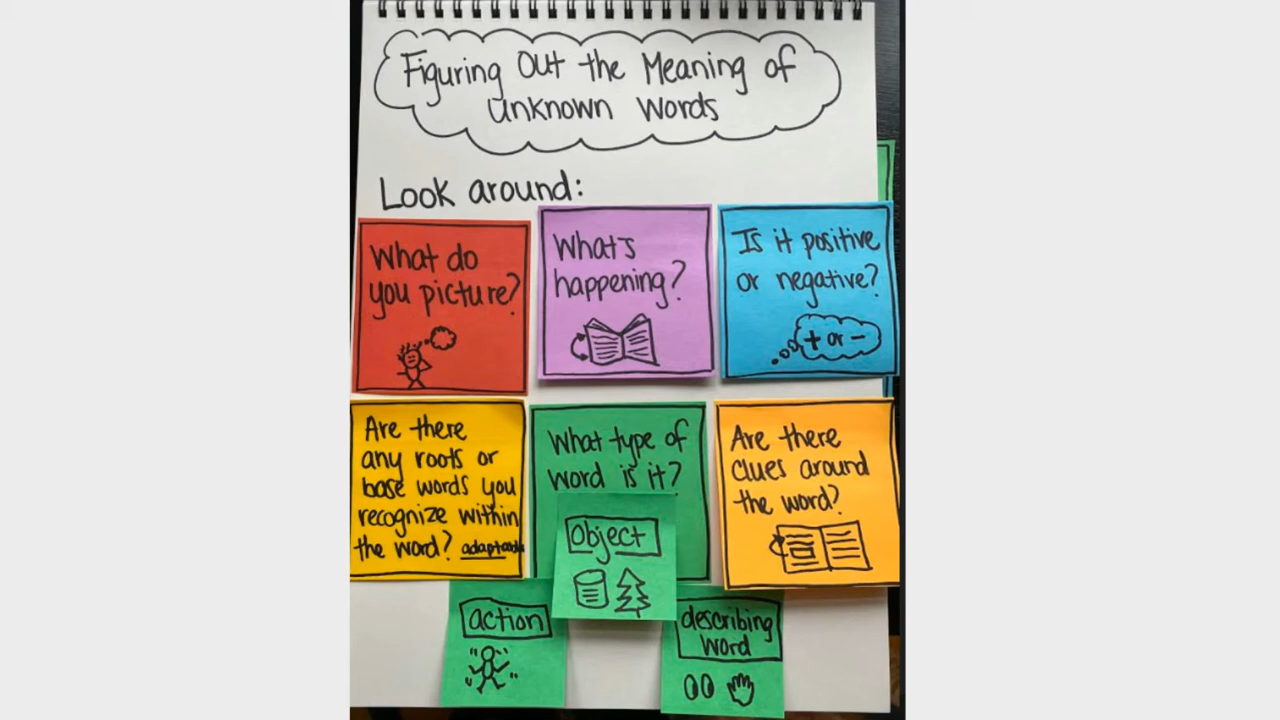 Figuring Out the Meaning of
Unknown Words
Look around:
What do
you picture?
What's
happening?
Is it positive
or negative?
+ or -
Are there
any roots or
base words you
recognize within
the word? adaptable
What type of
word is it?
Object
action
describing
word
Are there
clues around
the word?